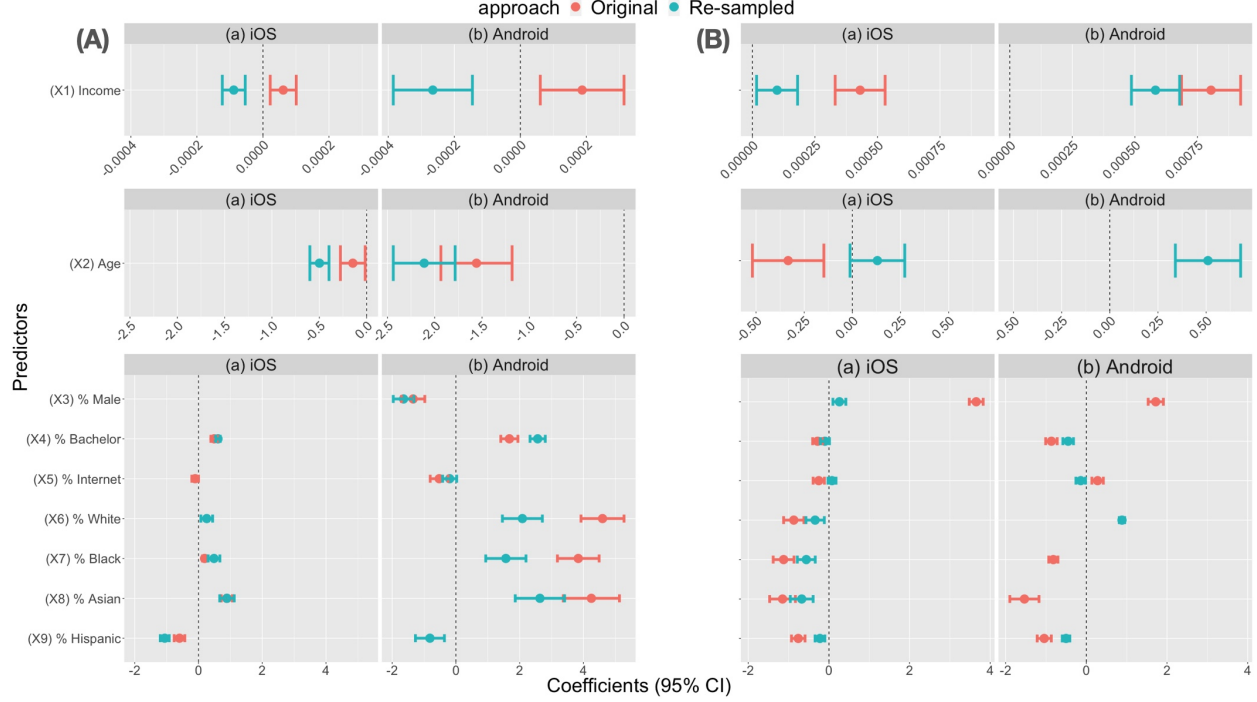 approach Original Re-sampled
(A) (a) iOS (b) Android (B) (a) iOS (b) Android
(X1) Income
-0.0004 -0.0002 0.0000 0.0002 -0.0004 -0.0002 0.0000 0.0002 0.00000 0.00025 0.00050 0.00075 0.00000 0.00025 0.00050 0.00075
(a) iOS (b) Android (a) iOS (b) Android
(X2) Age
-2.5 -2.0 -1.5 -1.0 -0.5 0.0 -2.5 -2.0 -1.5 -1.0 -0.5 0.0 -0.50 -0.25 0.00 0.25 0.50 -0.50 -0.25 0.00 0.25 0.50
Predictors
(a) iOS (b) Android (a) iOS (b) Android
(X3) % Male
(X4) % Bachelor
(X5) % Internet
(X6) % White
(X7) % Black
(X8) % Asian
(X9) % Hispanic
-2 0 2 4 -2 0 2 4 -2 0 2 4 -2 0 2 4
Coefficients (95% CI)